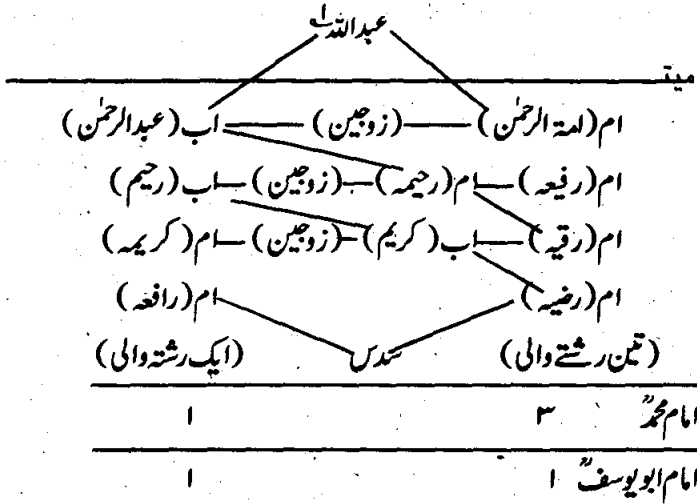 عبداللہ ۱ے
میتـــ
ام (امۃ الرحمٰن) (زوجین) اب (عبدالرحمٰن)
ام (رفیعہ) ام (رحیمہ) (زوجین) اب (رحیم)
ام (رقیہ) اب (کریم) (زوجین) ام (کریمہ)
ام (رضیہ) ام (رافعہ)
(تین رشتے والی) سدس (ایک رشتہ والی)
امام محمدؒ ۳ ۱
امام ابویوسفؒ ۱ ۱